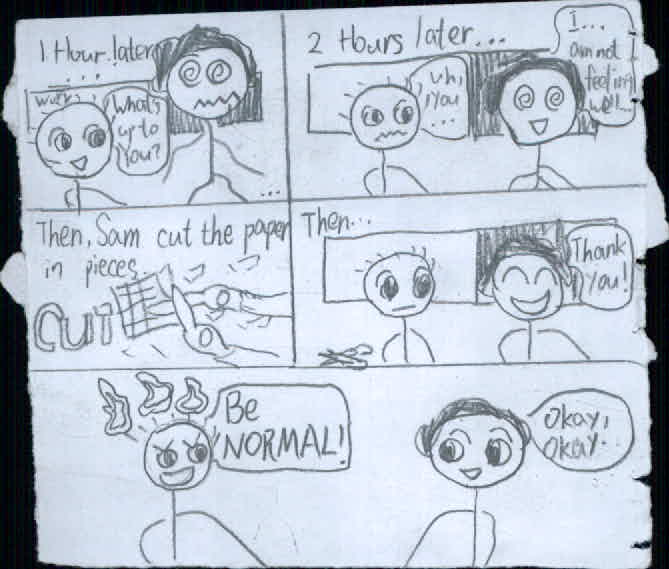 1 Hour later
...
What's
up to
You?
...
2 Hours later...
Uh,
you
...
I...
am not
feeling
well...
Then, Sam cut the paper
in pieces.
CUT
Then...
Thank
You!
Be
NORMAL!
Okay,
Okay.